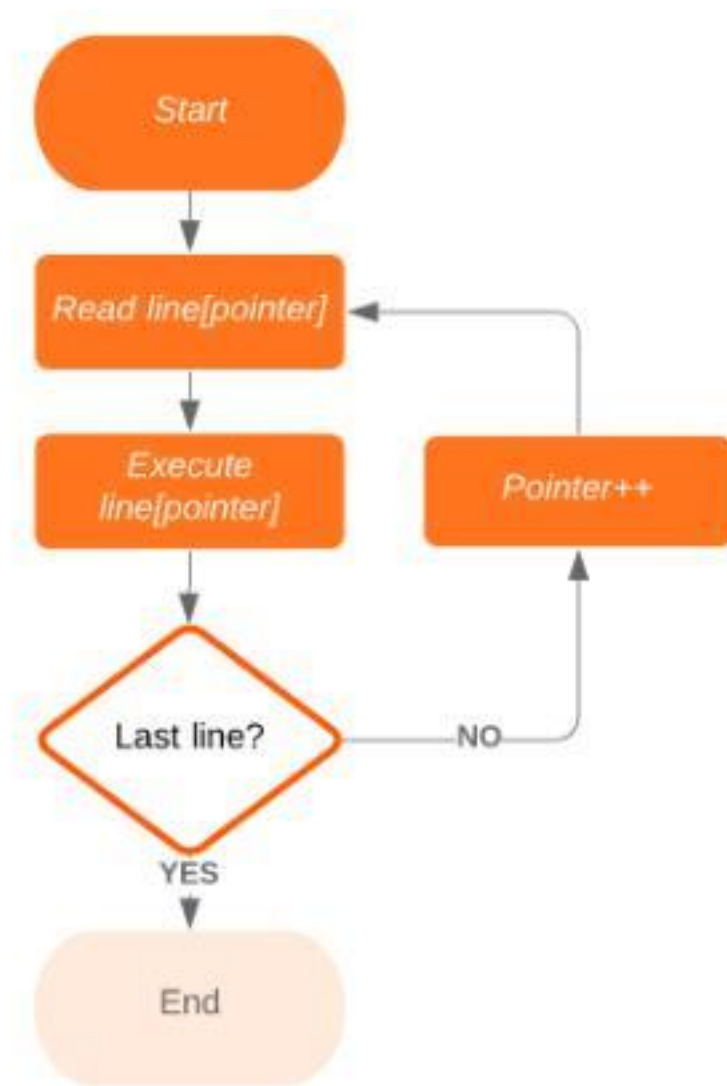 Start
Read line[pointer]
Execute
line[pointer]
Pointer++
Last line?
NO
YES
End